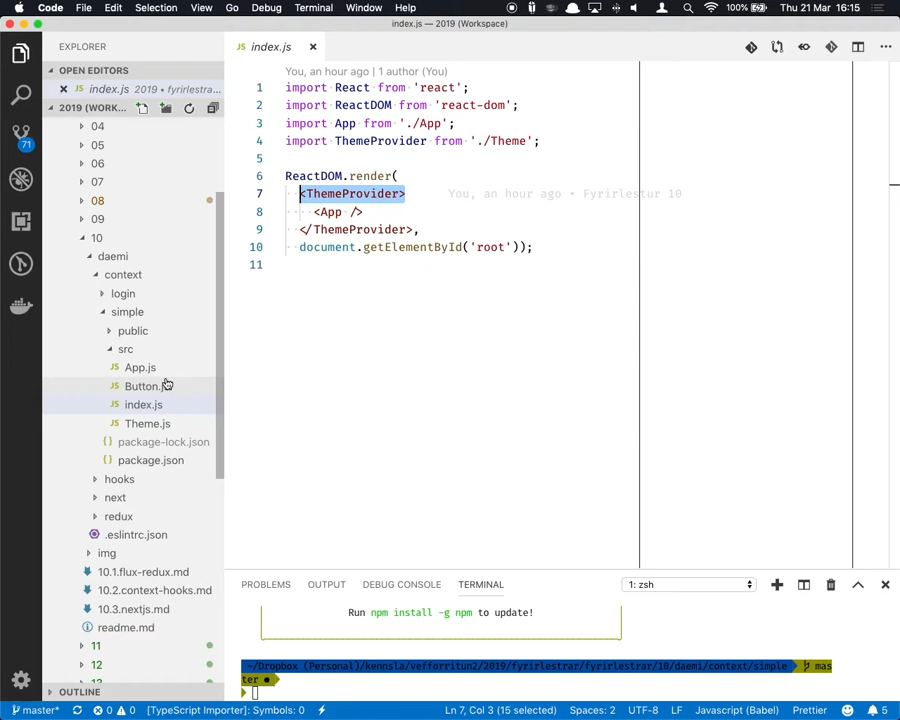 Code File Edit Selection View Go Debug Terminal Window Help 100% Thu 21 Mar 16:15
index.js — 2019 (Workspace)
EXPLORER
JS index.js ×
OPEN EDITORS
× JS index.js 2019 • fyrirlestra...
2019 (WORK...
04
05
06
07
08
09
10
daemi
context
login
simple
public
src
JS App.js
JS Button.js
JS index.js
JS Theme.js
{} package-lock.json
{} package.json
hooks
next
redux
.eslintrc.json
img
10.1.flux-redux.md
10.2.context-hooks.md
10.3.nextjs.md
readme.md
11
12
OUTLINE
71
You, an hour ago | 1 author (You)
1 import React from 'react';
2 import ReactDOM from 'react-dom';
3 import App from './App';
4 import ThemeProvider from './Theme';
5
6 ReactDOM.render(
7 <ThemeProvider> You, an hour ago • Fyrirlestur 10
8 <App />
9 </ThemeProvider>,
10 document.getElementById('root'));
11
PROBLEMS OUTPUT DEBUG CONSOLE TERMINAL 1: zsh
Run npm install -g npm to update!
~/Dropbox (Personal)/kennsla/vefforritun2/2019/fyrirlestrar/fyrirlestrar/10/daemi/context/simple mas
ter ●
master* 0 0 [TypeScript Importer]: Symbols: 0 Ln 7, Col 3 (15 selected) Spaces: 2 UTF-8 LF Javascript (Babel) Prettier 5